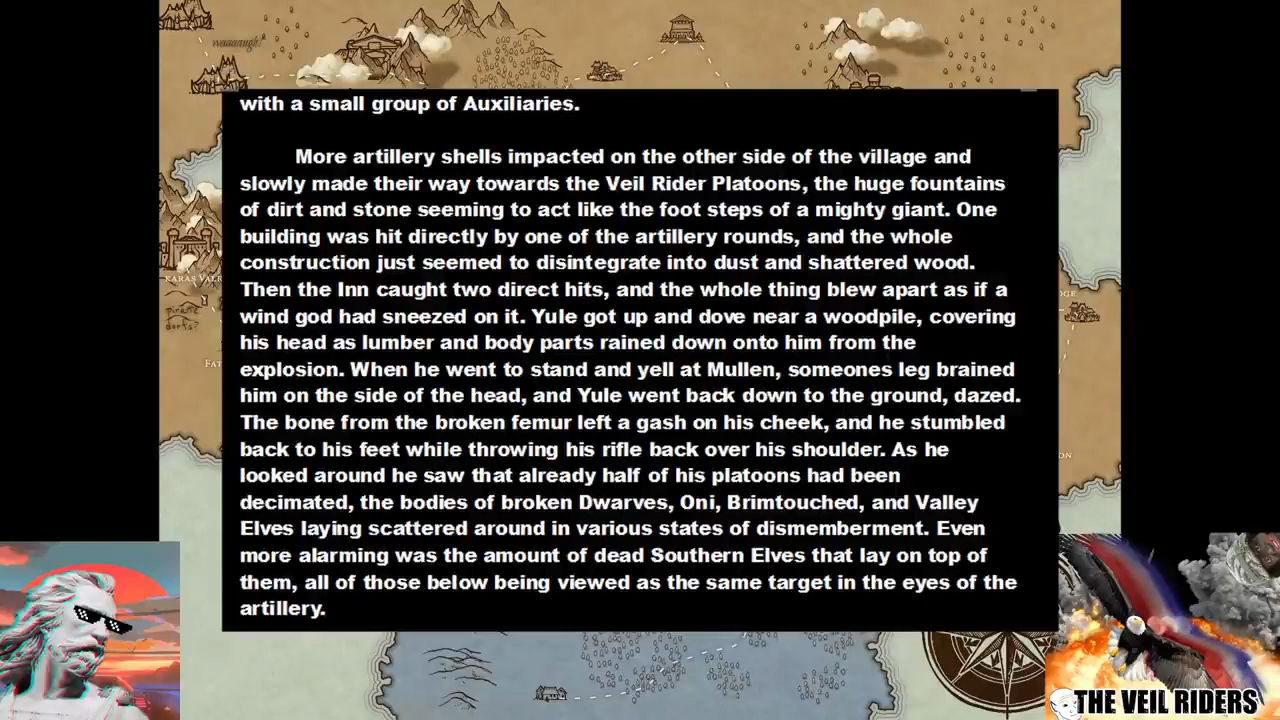 waaaaugh!
with a small group of Auxiliaries.
More artillery shells impacted on the other side of the village and
slowly made their way towards the Veil Rider Platoons, the huge fountains
of dirt and stone seeming to act like the foot steps of a mighty giant. One
building was hit directly by one of the artillery rounds, and the whole
construction just seemed to disintegrate into dust and shattered wood.
Then the Inn caught two direct hits, and the whole thing blew apart as if a
wind god had sneezed on it. Yule got up and dove near a woodpile, covering
his head as lumber and body parts rained down onto him from the
explosion. When he went to stand and yell at Mullen, someones leg brained
him on the side of the head, and Yule went back down to the ground, dazed.
The bone from the broken femur left a gash on his cheek, and he stumbled
back to his feet while throwing his rifle back over his shoulder. As he
looked around he saw that already half of his platoons had been
decimated, the bodies of broken Dwarves, Oni, Brimtouched, and Valley
Elves laying scattered around in various states of dismemberment. Even
more alarming was the amount of dead Southern Elves that lay on top of
them, all of those below being viewed as the same target in the eyes of the
artillery.
KARAS VALE
pirate
dorfs?
THE VEIL RIDERS